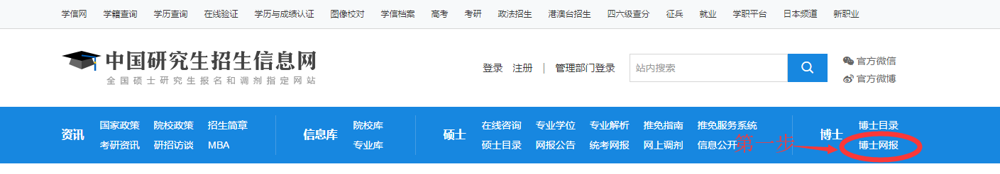 学信网 学籍查询 学历查询 在线验证 学历与成绩认证 图像校对 学信档案 高考 考研 政法招生 港澳台招生 四六级查分 征兵 就业 学职平台 日本频道 新职业
中国研究生招生信息网
全国硕士研究生报名和调剂指定网站
登录 注册 | 管理部门登录 站内搜索
官方微信
官方微博
资讯
国家政策 院校政策 招生简章
考研资讯 研招访谈 MBA
信息库
院校库
专业库
硕士
在线咨询 专业学位 专业解析 推免指南 推免服务系统
硕士目录 网报公告 统考网报 网上调剂 信息公开
第一步
博士
博士目录
博士网报